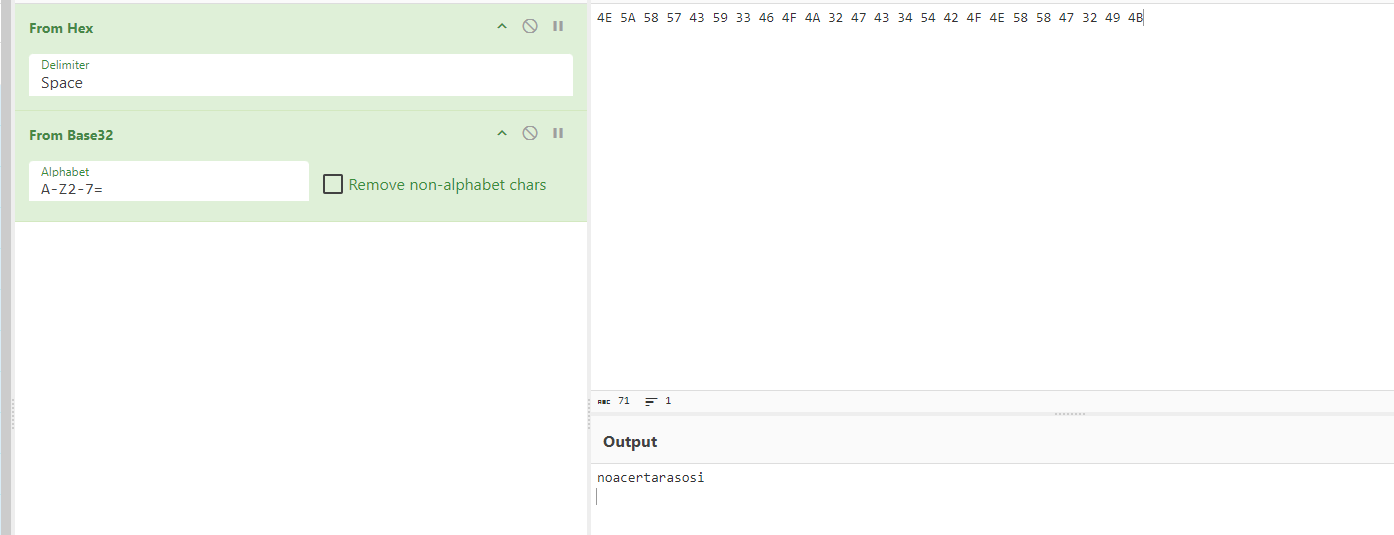 From Hex
Delimiter
Space
From Base32
Alphabet
A-Z2-7=
Remove non-alphabet chars
4E 5A 58 57 43 59 33 46 4F 4A 32 47 43 34 54 42 4F 4E 58 58 47 32 49 4B
ABC 71 1
Output
noacertarasosi